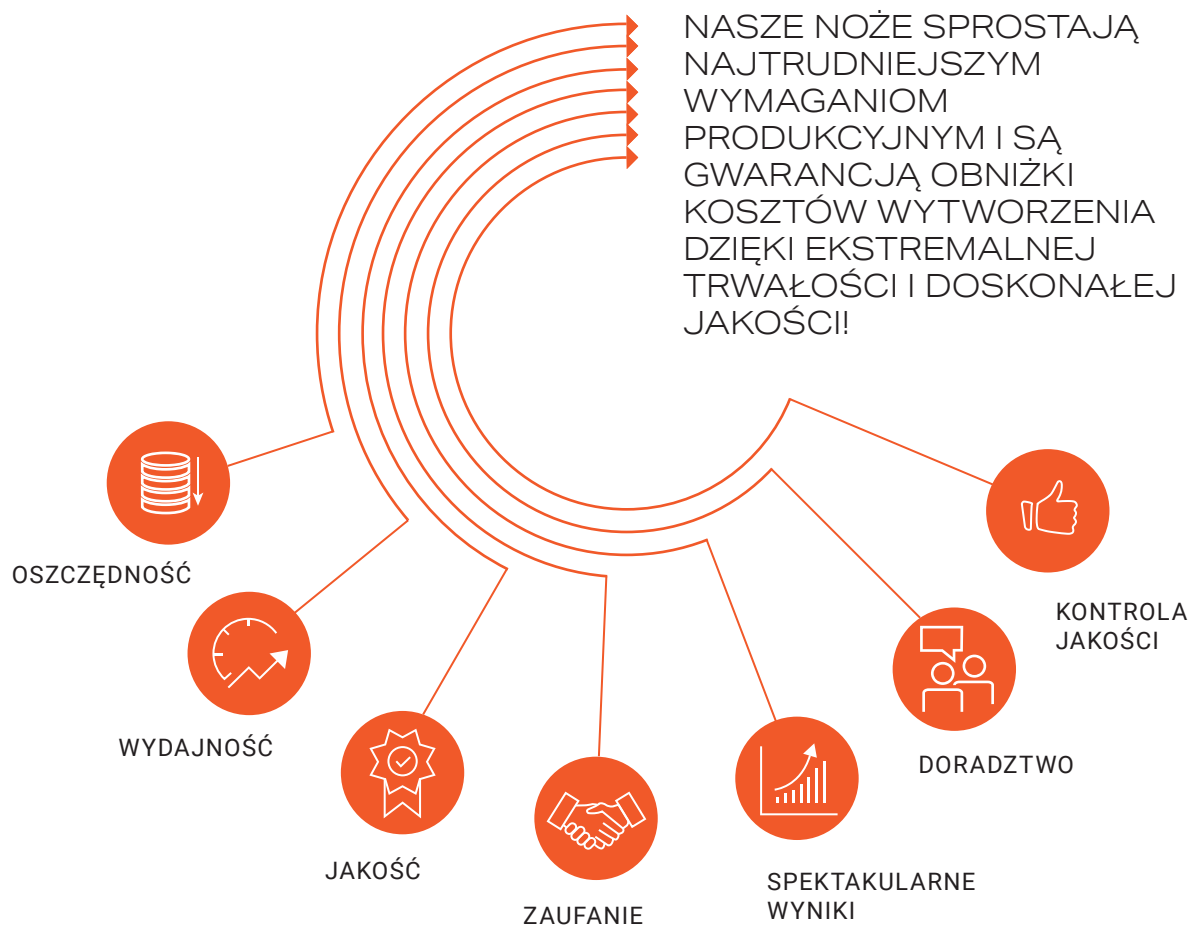 NASZE NOŻE SPROSTAJĄ
NAJTRUDNIEJSZYM
WYMAGANIOM
PRODUKCYJNYM I SĄ
GWARANCJĄ OBNIŻKI
KOSZTÓW WYTWORZENIA
DZIĘKI EKSTREMALNEJ
TRWAŁOŚCI I DOSKONAŁEJ
JAKOŚCI!
OSZCZĘDNOŚĆ
WYDAJNOŚĆ
JAKOŚĆ
ZAUFANIE
SPEKTAKULARNE
WYNIKI
DORADZTWO
KONTROLA
JAKOŚCI